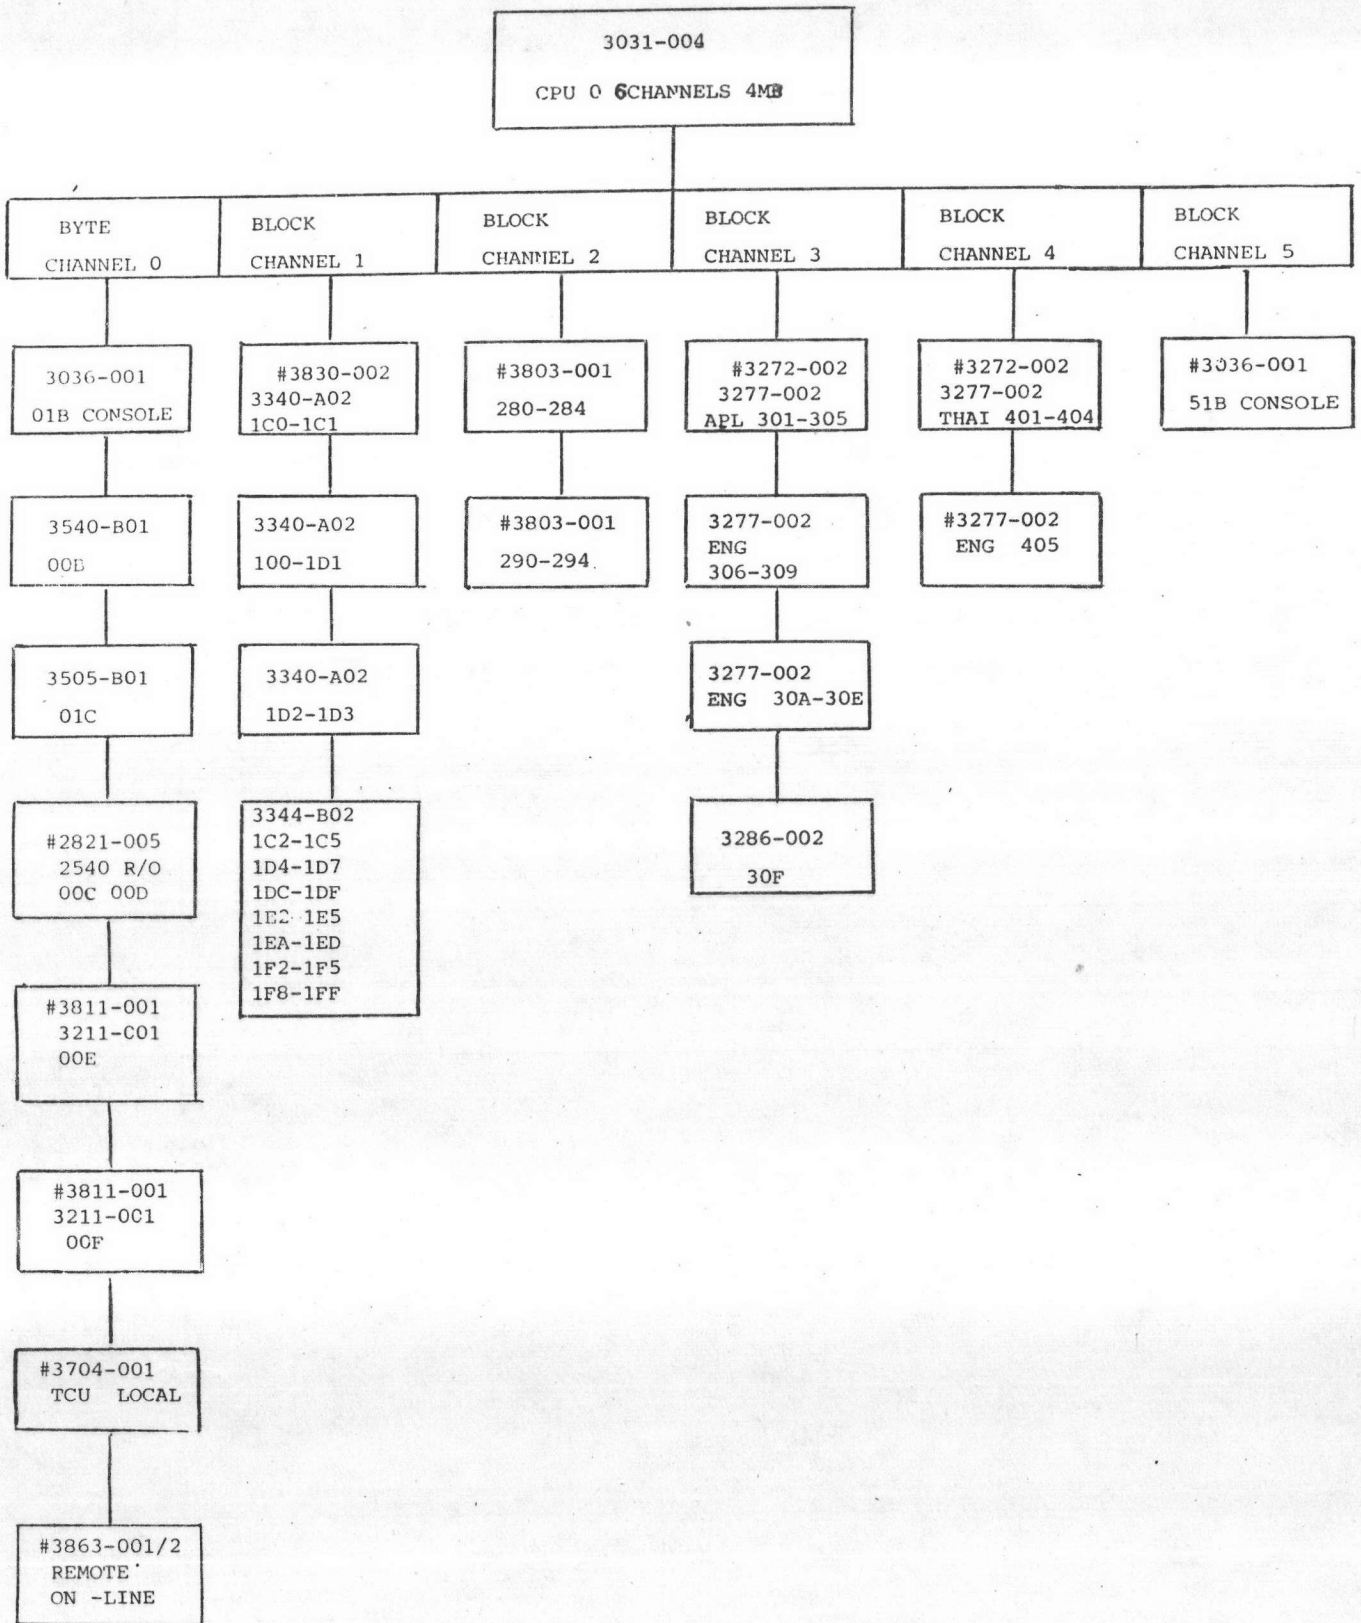 3031-004
CPU 0 6CHANNELS 4MB
BYTE
CHANNEL 0
BLOCK
CHANNEL 1
BLOCK
CHANNEL 2
BLOCK
CHANNEL 3
BLOCK
CHANNEL 4
BLOCK
CHANNEL 5
3036-001
01B CONSOLE
3540-B01
00B
3505-B01
01C
#2821-005
2540 R/O
00C 00D
#3811-001
3211-C01
00E
#3811-001
3211-0C1
00F
#3704-001
TCU LOCAL
#3863-001/2
REMOTE
ON -LINE
#3830-002
3340-A02
1C0-1C1
3340-A02
100-1D1
3340-A02
1D2-1D3
3344-B02
1C2-1C5
1D4-1D7
1DC-1DF
1E2-1E5
1EA-1ED
1F2-1F5
1F8-1FF
#3803-001
280-284
#3803-001
290-294
#3272-002
3277-002
APL 301-305
3277-002
ENG
306-309
3277-002
ENG 30A-30E
3286-002
30F
#3272-002
3277-002
THAI 401-404
#3277-002
ENG 405
#3036-001
51B CONSOLE